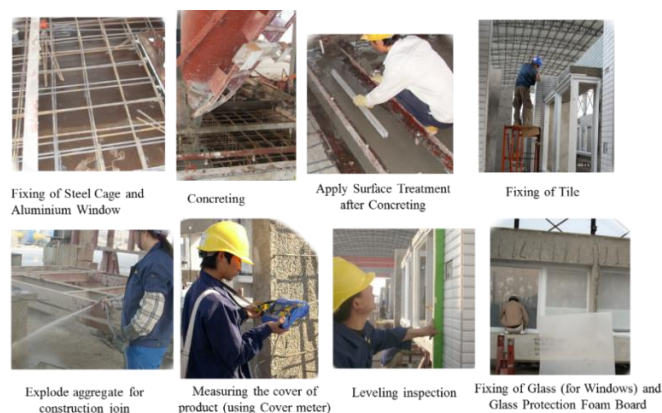 Fixing of Steel Cage and
Aluminium Window
Concreting
Apply Surface Treatment
after Concreting
Fixing of Tile
Explode aggregate for
construction join
Measuring the cover of
product (using Cover meter)
Leveling inspection
Fixing of Glass (for Windows) and
Glass Protection Foam Board